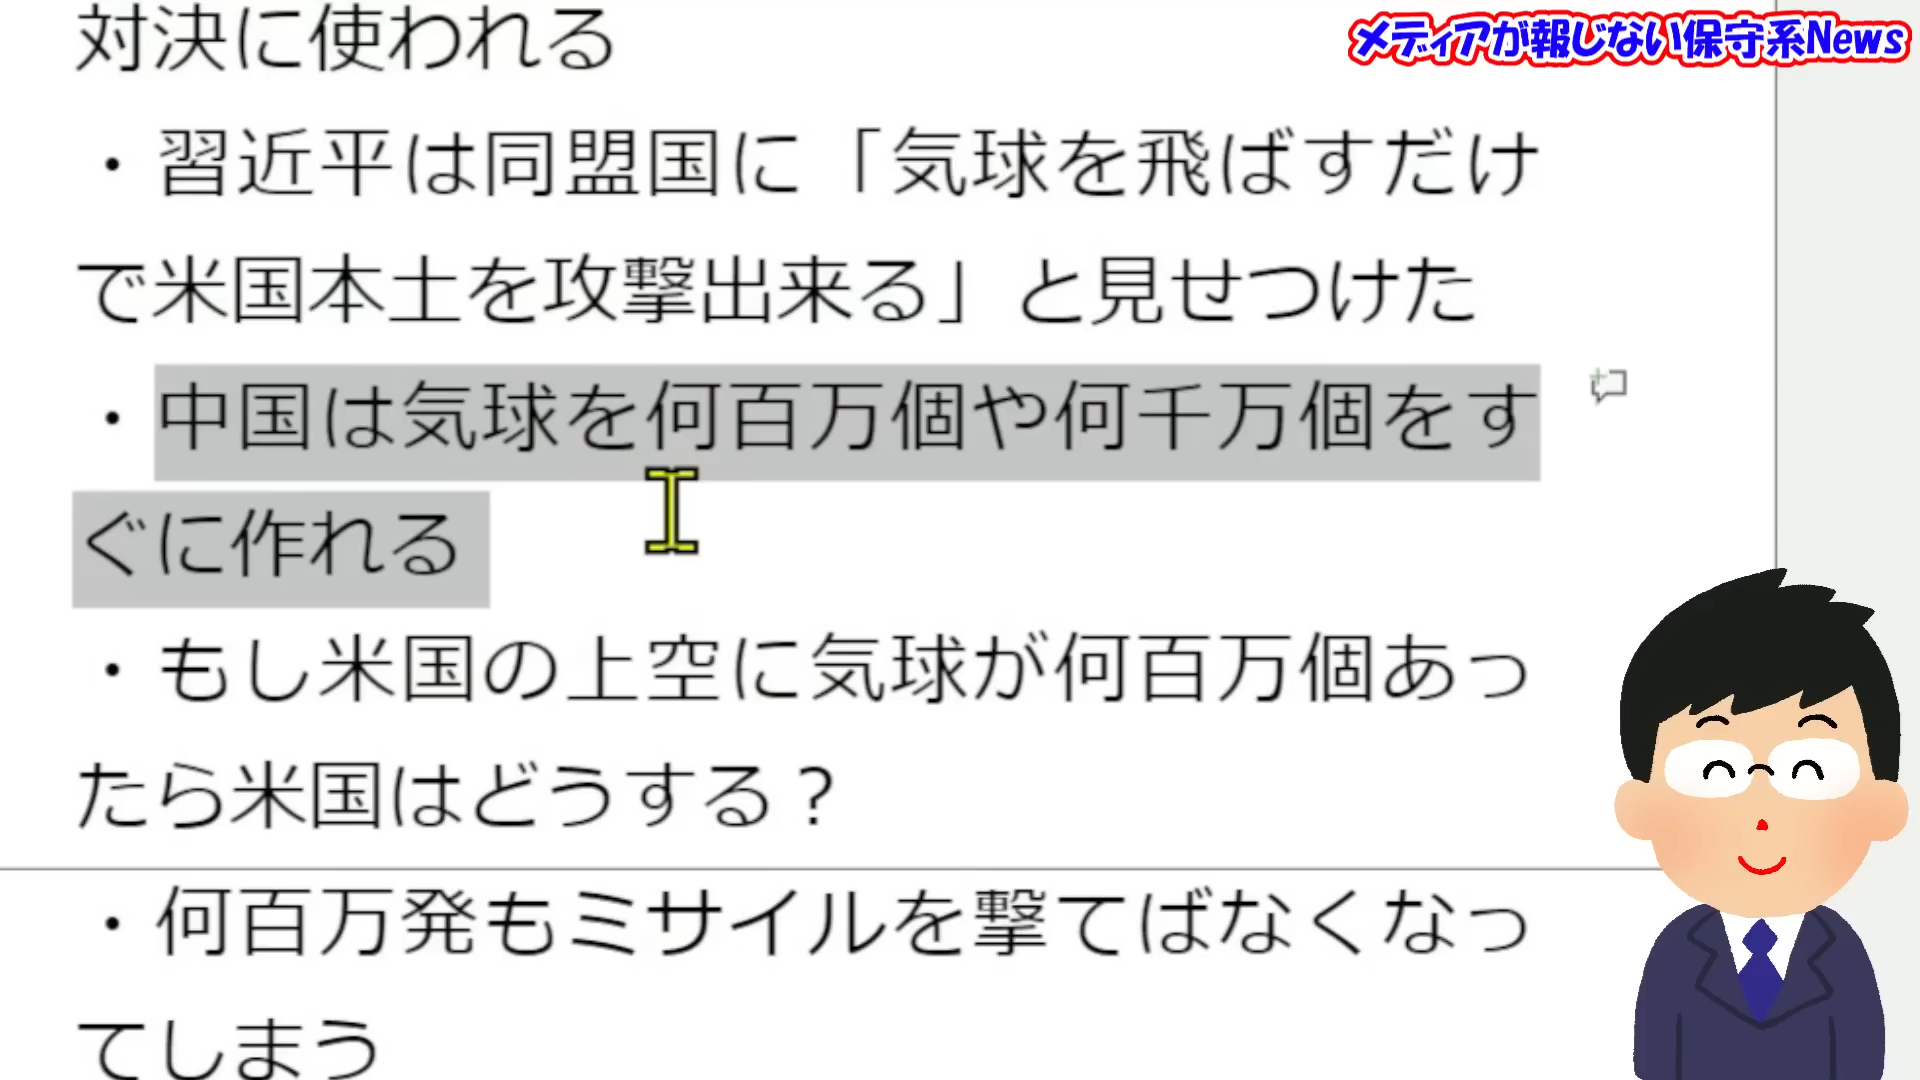 対決に使われる
メディアが報じない保守系News
・習近平は同盟国に「気球を飛ばすだけ
で米国本土を攻撃出来る」と見せつけた
・中国は気球を何百万個や何千万個をす
ぐに作れる
・もし米国の上空に気球が何百万個あっ
たら米国はどうする？
・何百万発もミサイルを撃てばなくなっ
てしまう